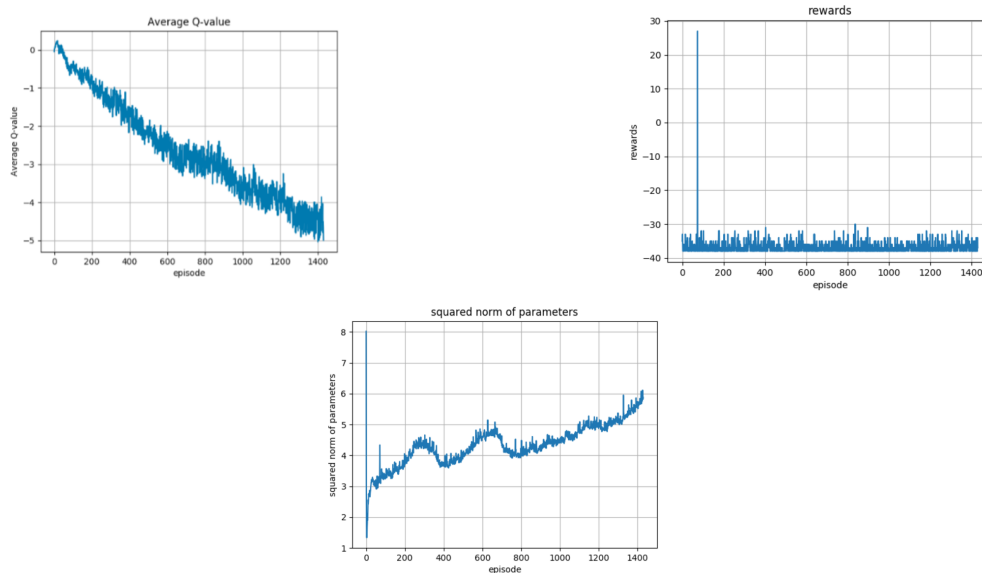 Average Q-value
Average Q-value
0
−1
−2
−3
−4
−5
0 200 400 600 800 1000 1200 1400
episode
rewards
rewards
30
20
10
0
−10
−20
−30
−40
0 200 400 600 800 1000 1200 1400
episode
squared norm of parameters
squared norm of parameters
8
7
6
5
4
3
2
1
0 200 400 600 800 1000 1200 1400
episode